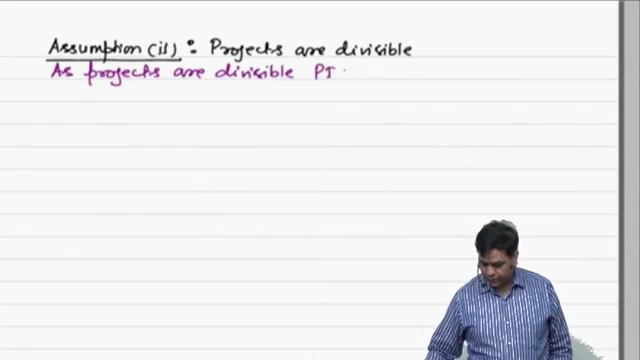 Assumption (ii) : Projects are divisible
As projects are divisible PI